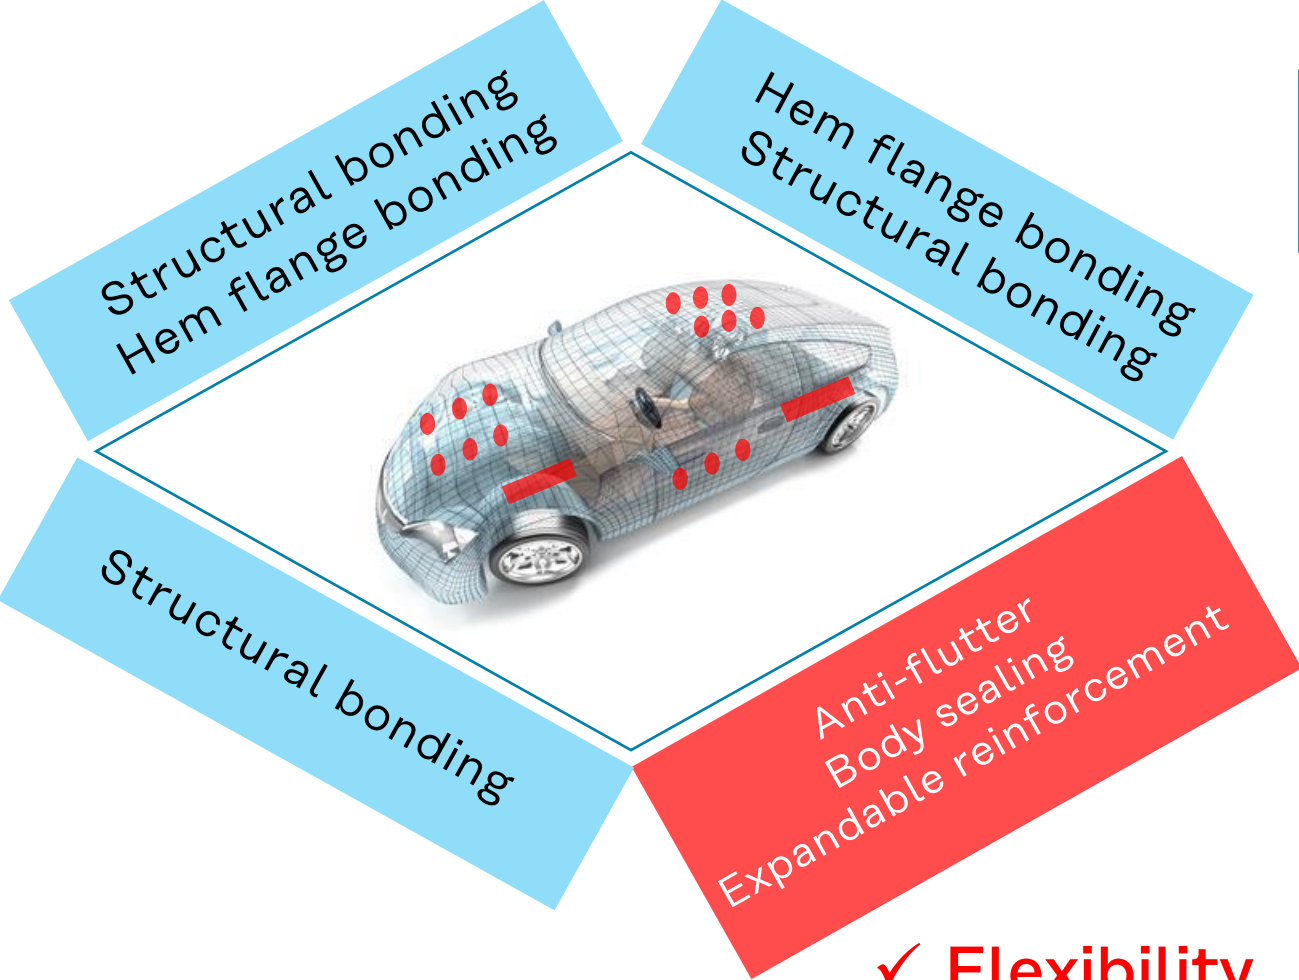 Structural bonding
Hem flange bonding
Hem flange bonding
Structural bonding
Structural bonding
Anti-flutter
Body sealing
Expandable reinforcement
✓ Flexibility